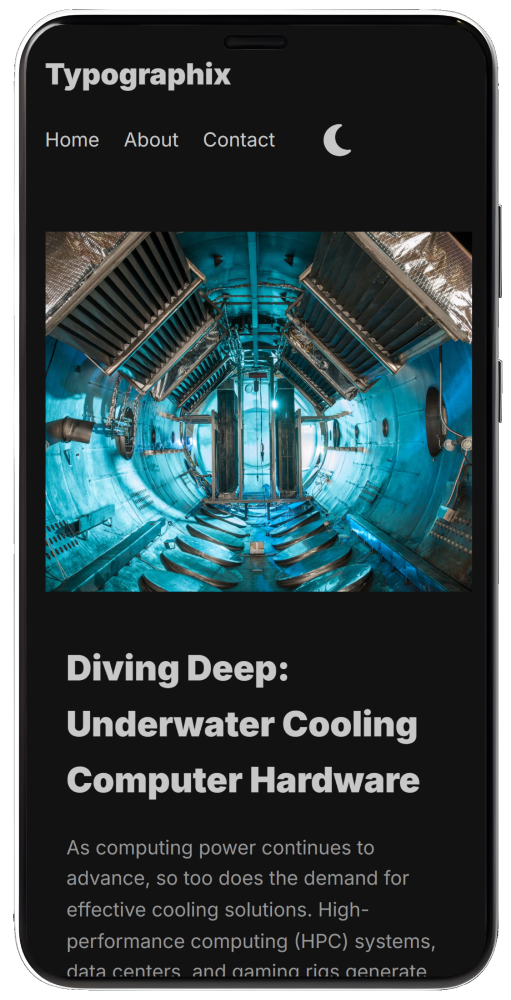 Typographix
Home About Contact
Diving Deep:
Underwater Cooling
Computer Hardware
As computing power continues to
advance, so too does the demand for
effective cooling solutions. High-
performance computing (HPC) systems,
data centers, and gaming rigs generate